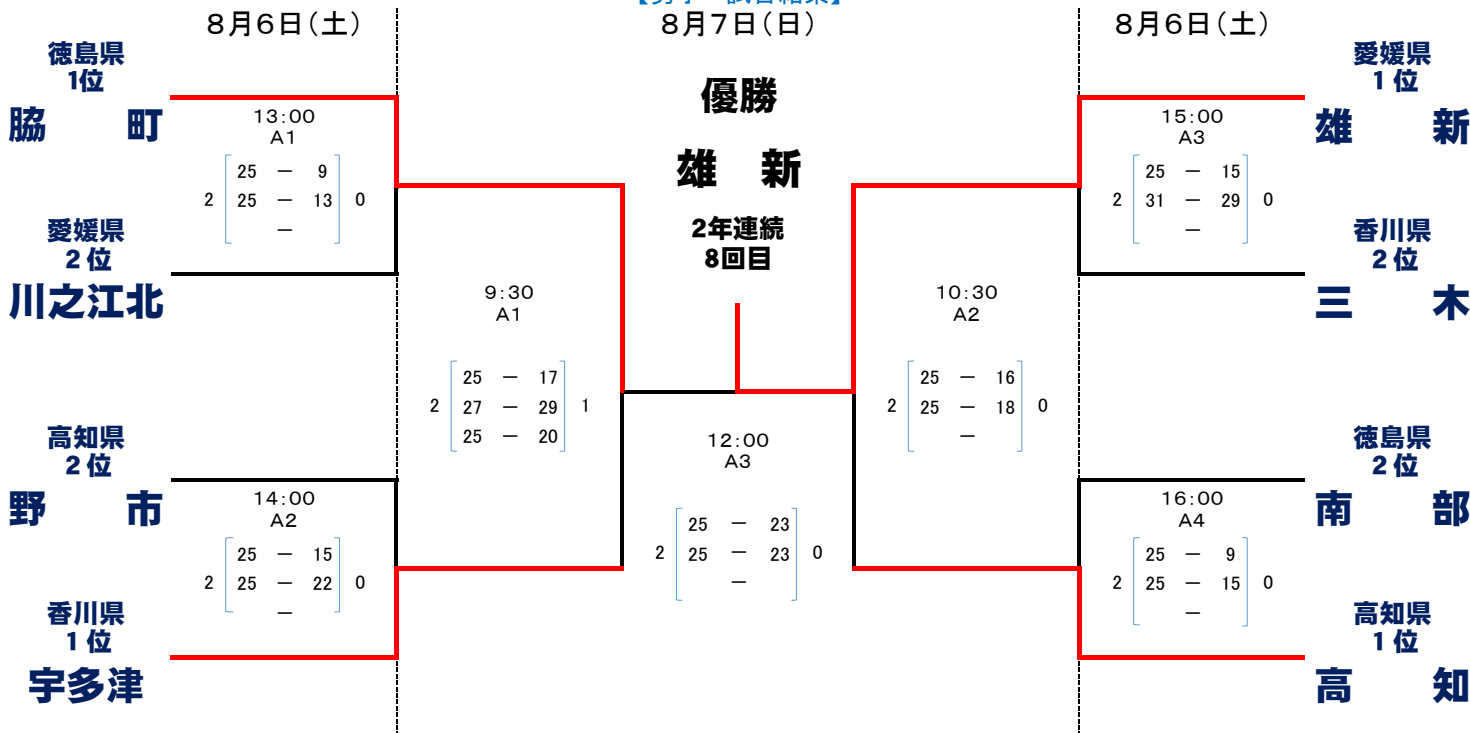 【男子 試合結果】
8月6日(土)
8月7日(日)
8月6日(土)
徳島県
1位
脇 町
13:00
A1
25 － 9
2 25 － 13 0
－
愛媛県
2位
川之江北
9:30
A1
25 － 17
2 27 － 29 1
25 － 20
高知県
2位
野 市
14:00
A2
25 － 15
2 25 － 22 0
－
香川県
1位
宇多津
優勝
雄 新
2年連続
8回目
12:00
A3
25 － 23
2 25 － 23 0
－
愛媛県
1位
雄 新
15:00
A3
25 － 15
2 31 － 29 0
－
香川県
2位
三 木
10:30
A2
25 － 16
2 25 － 18 0
－
徳島県
2位
南 部
16:00
A4
25 － 9
2 25 － 15 0
－
高知県
1位
高 知